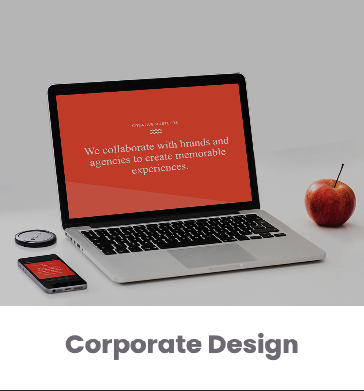 We collaborate with brands and
agencies to create memorable
experiences.
Corporate Design